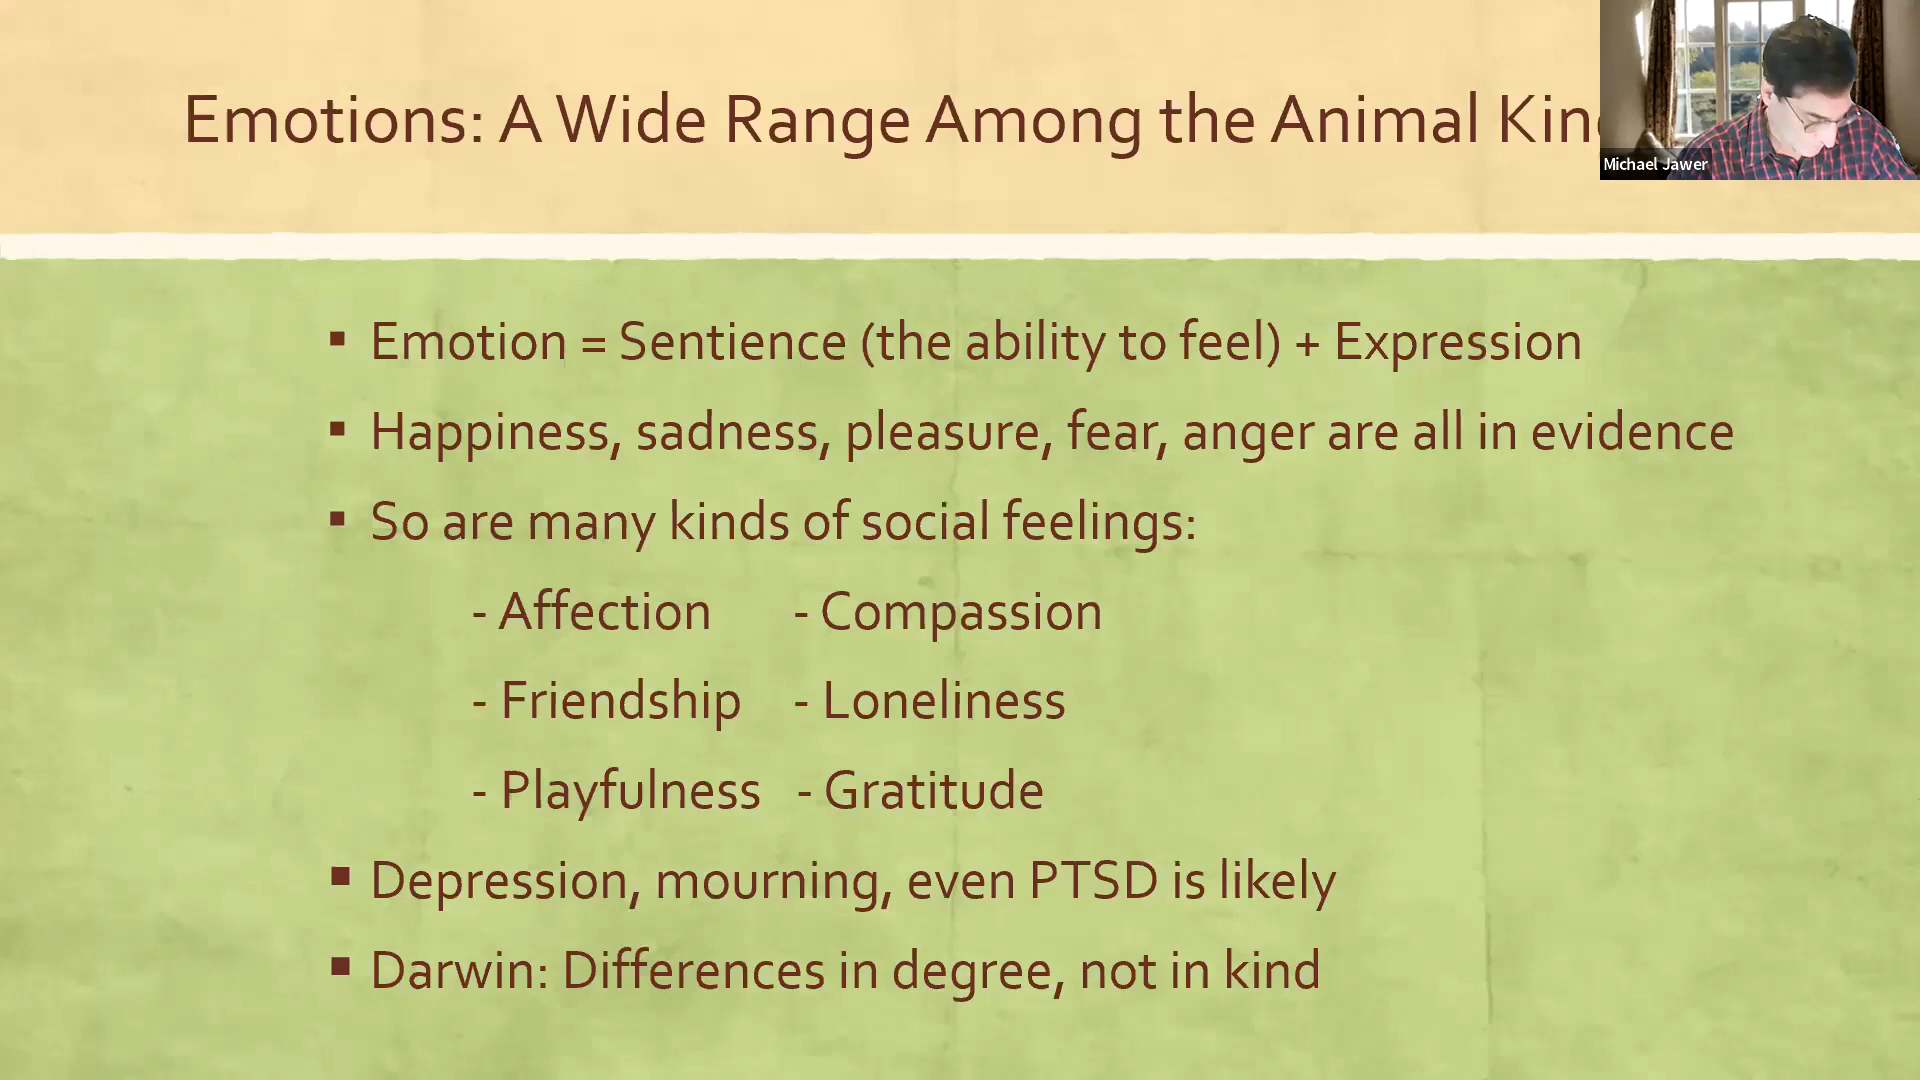 Emotions: A Wide Range Among the Animal
Michael Jawer
▪ Emotion = Sentience (the ability to feel) + Expression
▪ Happiness, sadness, pleasure, fear, anger are all in evidence
▪ So are many kinds of social feelings:
- Affection - Compassion
- Friendship - Loneliness
- Playfulness - Gratitude
▪ Depression, mourning, even PTSD is likely
▪ Darwin: Differences in degree, not in kind